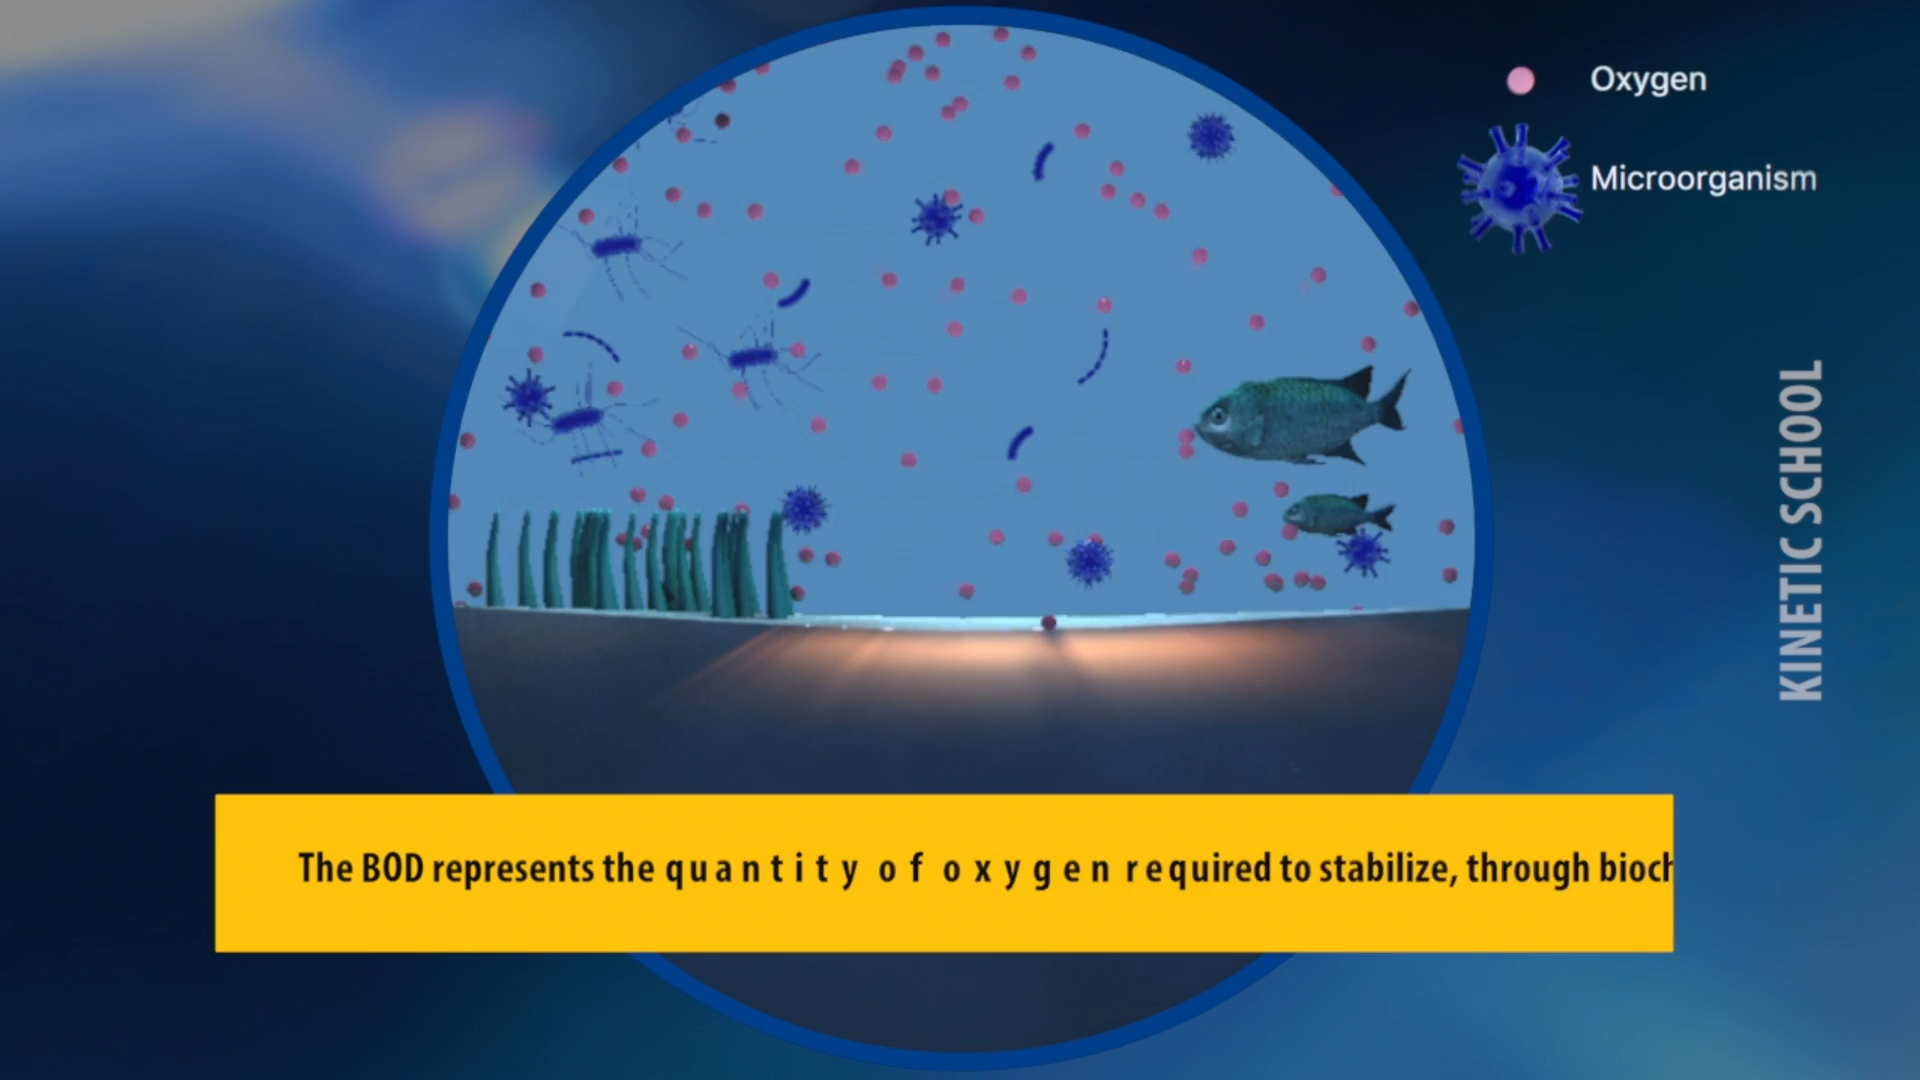 Oxygen
Microorganism
KINETIC SCHOOL
The BOD represents the quantity of oxygen required to stabilize, through bioch